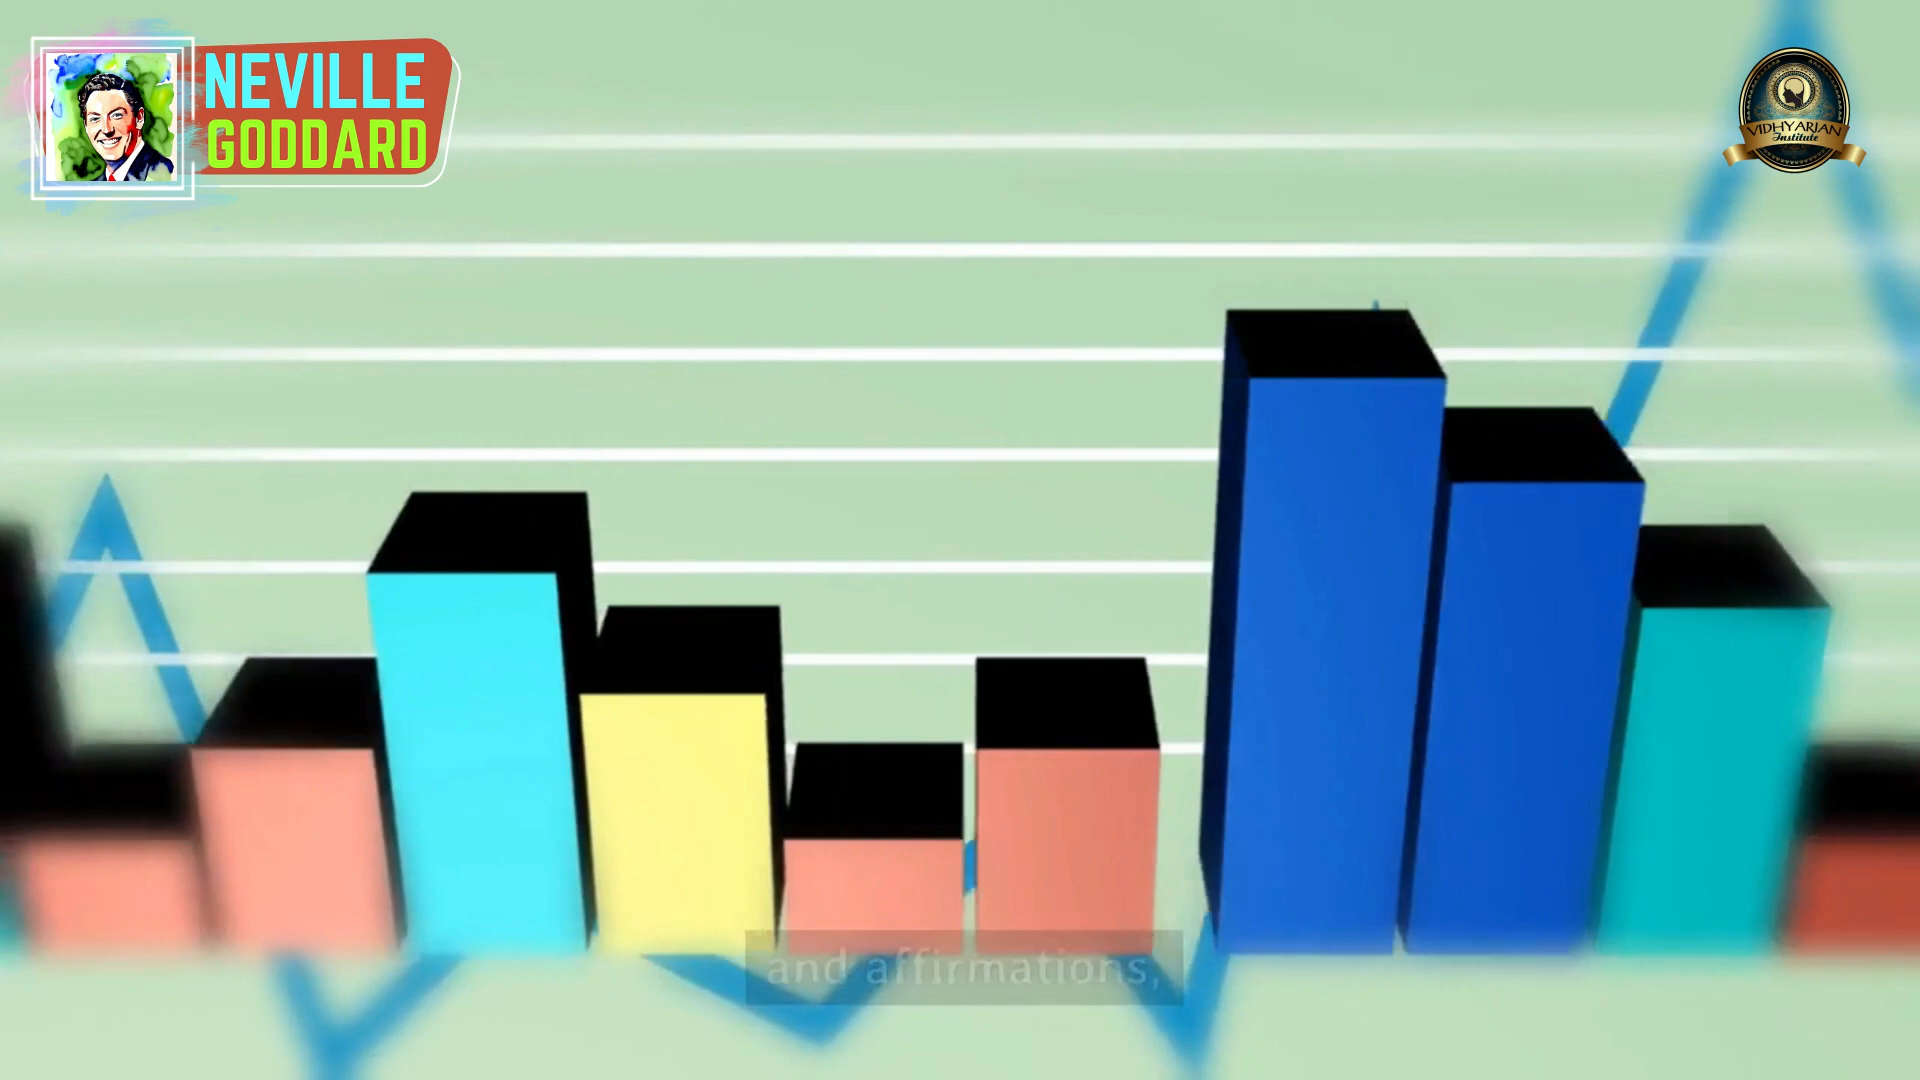 NEVILLE
GODDARD
VIDHYARJAN
Institute
and affirmations,